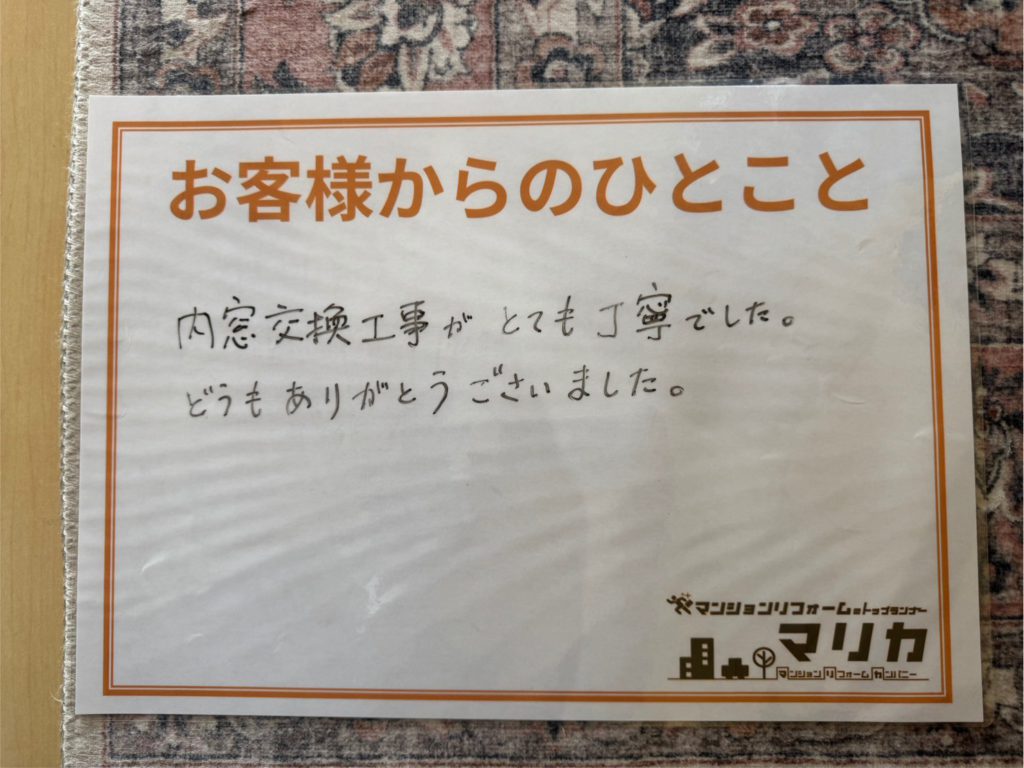 お客様からのひとこと
内窓交換工事が とても丁寧でした。
どうもありがとうございました。
マンションリフォームのトップランナー
マリカ
マンションリフォームカンパニー